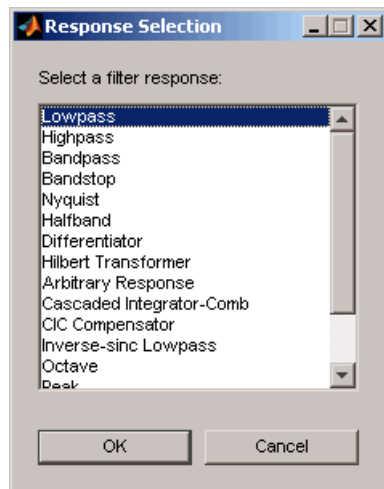 Response Selection
Select a filter response:
Lowpass
Highpass
Bandpass
Bandstop
Nyquist
Halfband
Differentiator
Hilbert Transformer
Arbitrary Response
Cascaded Integrator-Comb
CIC Compensator
Inverse-sinc Lowpass
Octave
Peak
OK Cancel